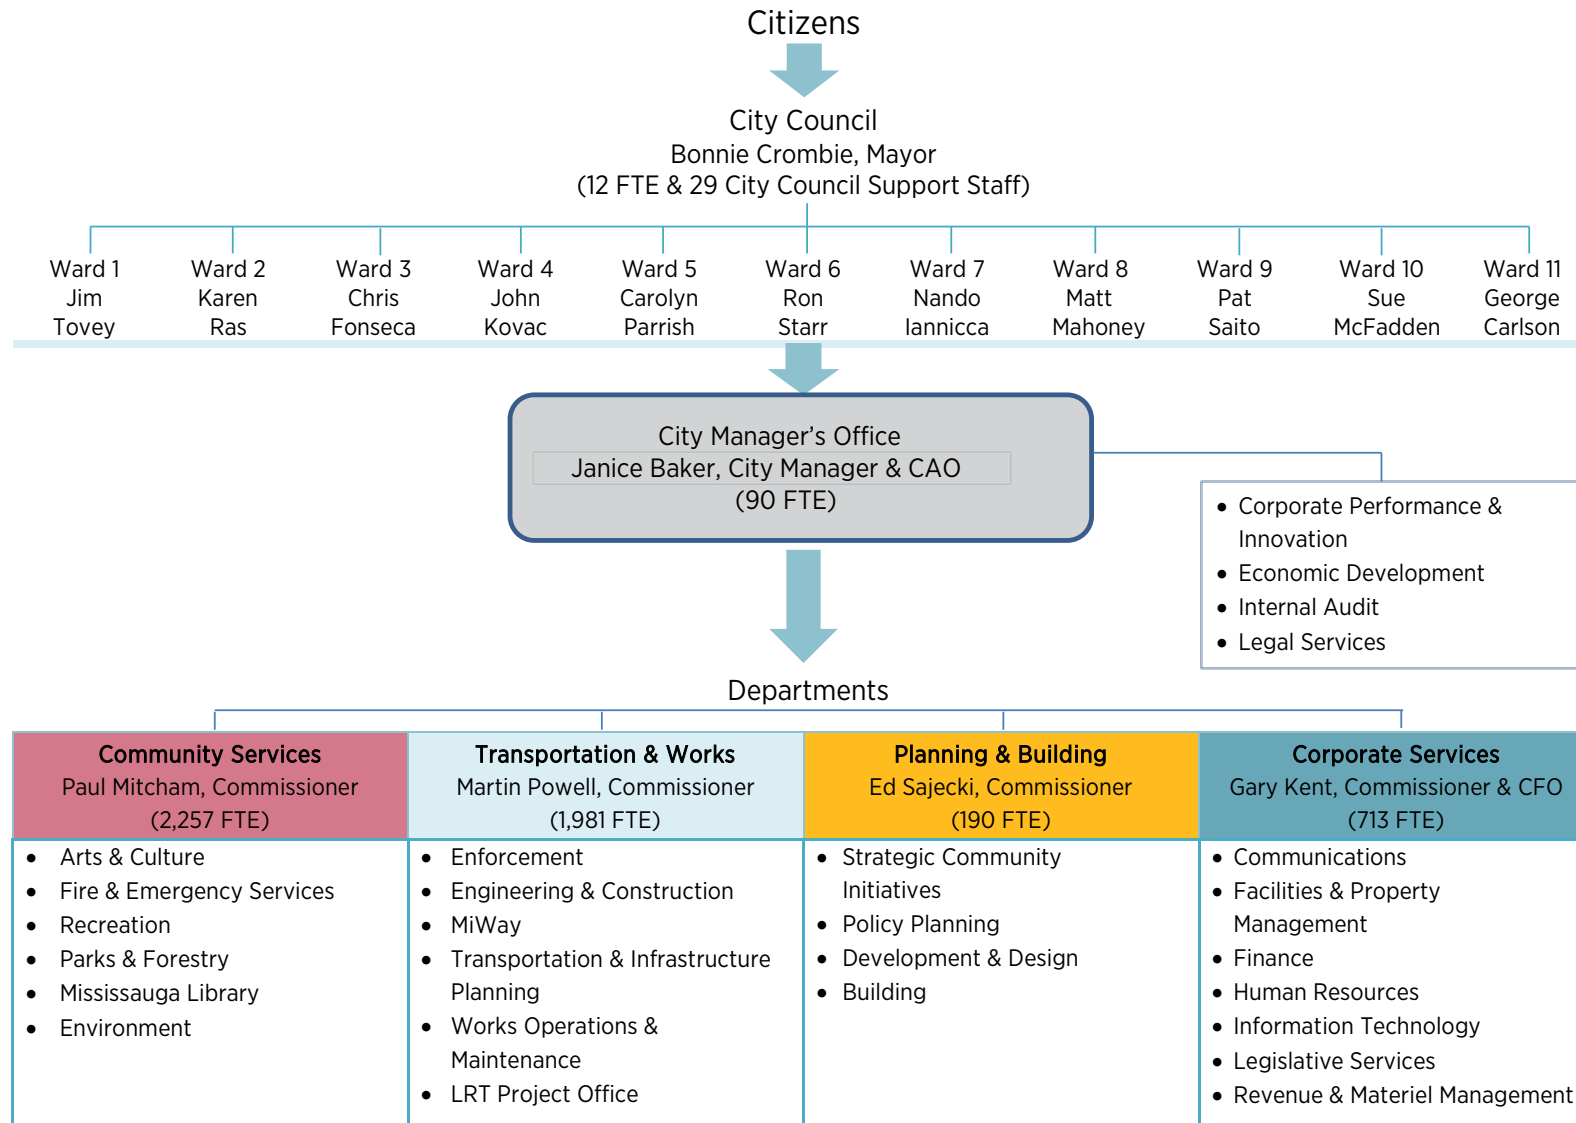 Citizens
City Council
Bonnie Crombie, Mayor
(12 FTE & 29 City Council Support Staff)
Ward 1
Jim
Tovey
Ward 2
Karen
Ras
Ward 3
Chris
Fonseca
Ward 4
John
Kovac
Ward 5
Carolyn
Parrish
Ward 6
Ron
Starr
Ward 7
Nando
Iannicca
Ward 8
Matt
Mahoney
Ward 9
Pat
Saito
Ward 10
Sue
McFadden
Ward 11
George
Carlson
City Manager’s Office
Janice Baker, City Manager & CAO
(90 FTE)
• Corporate Performance &
Innovation
• Economic Development
• Internal Audit
• Legal Services
Departments
Community Services
Paul Mitcham, Commissioner
(2,257 FTE)
• Arts & Culture
• Fire & Emergency Services
• Recreation
• Parks & Forestry
• Mississauga Library
• Environment
Transportation & Works
Martin Powell, Commissioner
(1,981 FTE)
• Enforcement
• Engineering & Construction
• MiWay
• Transportation & Infrastructure
Planning
• Works Operations &
Maintenance
• LRT Project Office
Planning & Building
Ed Sajecki, Commissioner
(190 FTE)
• Strategic Community
Initiatives
• Policy Planning
• Development & Design
• Building
Corporate Services
Gary Kent, Commissioner & CFO
(713 FTE)
• Communications
• Facilities & Property
Management
• Finance
• Human Resources
• Information Technology
• Legislative Services
• Revenue & Materiel Management